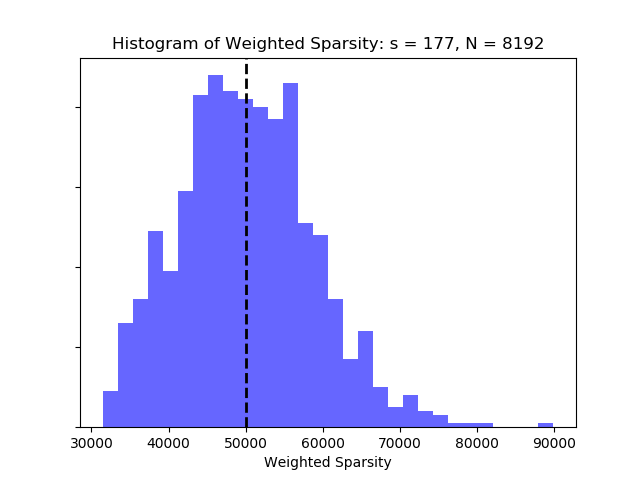 Histogram of Weighted Sparsity: s = 177, N = 8192
30000 40000 50000 60000 70000 80000 90000
Weighted Sparsity